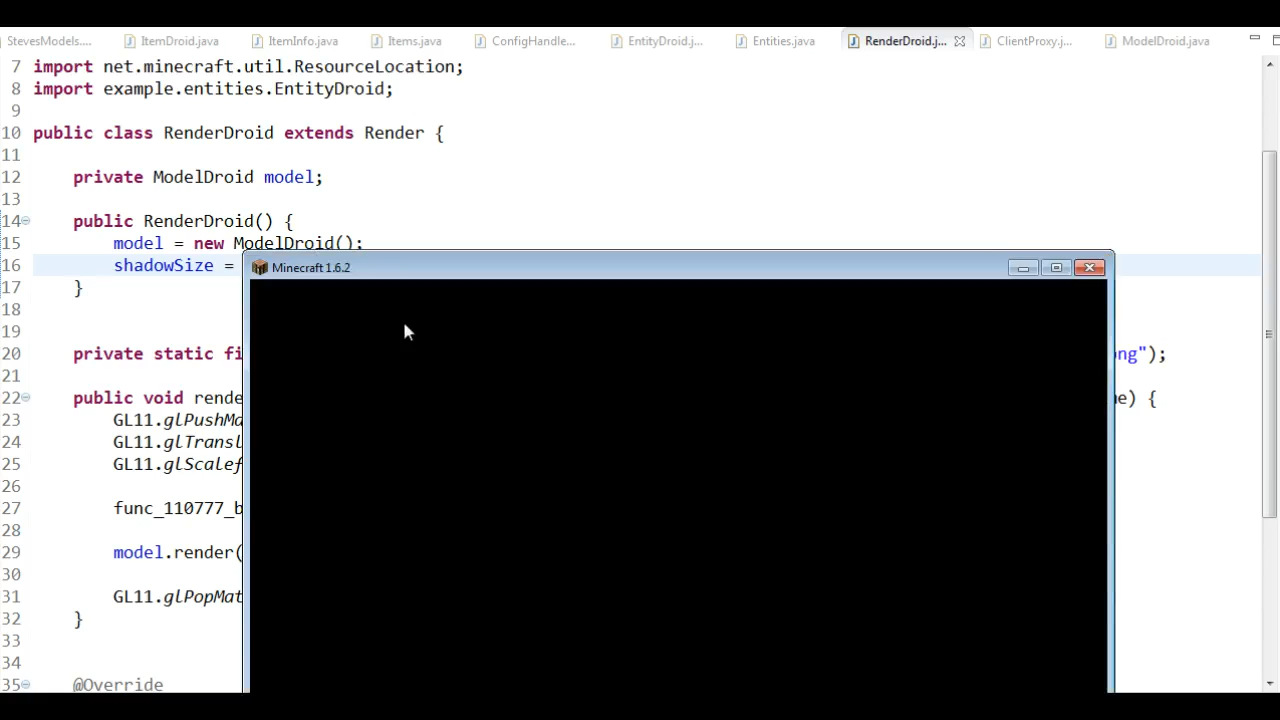 StevesModels....
ItemDroid.java
ItemInfo.java
Items.java
ConfigHandle...
EntityDroid.j...
Entities.java
RenderDroid.j...
ClientProxy.j...
ModelDroid.java
7 import net.minecraft.util.ResourceLocation;
8 import example.entities.EntityDroid;
9
10 public class RenderDroid extends Render {
11
12 private ModelDroid model;
13
14 public RenderDroid() {
15 model = new ModelDroid();
16 shadowSize =
Minecraft 1.6.2
17 }
18
19
20 private static fi ng");
21
22 public void rende e) {
23 GL11.glPushMa
24 GL11.glTransl
25 GL11.glScalef
26
27 func_110777_b
28
29 model.render(
30
31 GL11.glPopMat
32 }
33
34
35 @Override